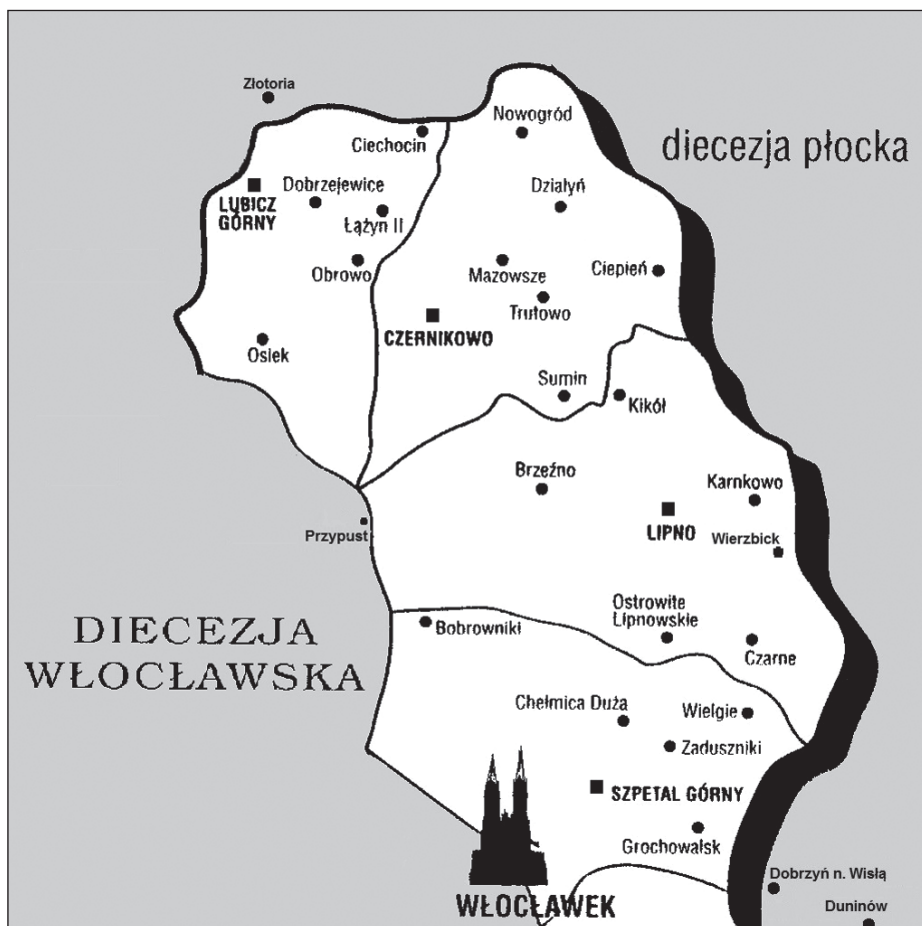 Złotoria
Nowogród
Ciechocin
diecezja płocka
Dobrzejewice
LUBICZ
GÓRNY
Działyń
Łążyn II
Obrowo
Mazowsze
Ciepień
Trutowo
CZERNIKOWO
Osiek
Sumin
Kikół
Brzeźno
Karnkowo
LIPNO
Przypust
Wierzbick
Ostrowite
Lipnowskie
DIECEZJA
WŁOCŁAWSKA
Bobrowniki
Czarne
Chełmica Duża
Wielgie
Zaduszniki
SZPETAL GÓRNY
Grochowalsk
Dobrzyń n. Wisłą
WŁOCŁAWEK
Duninów